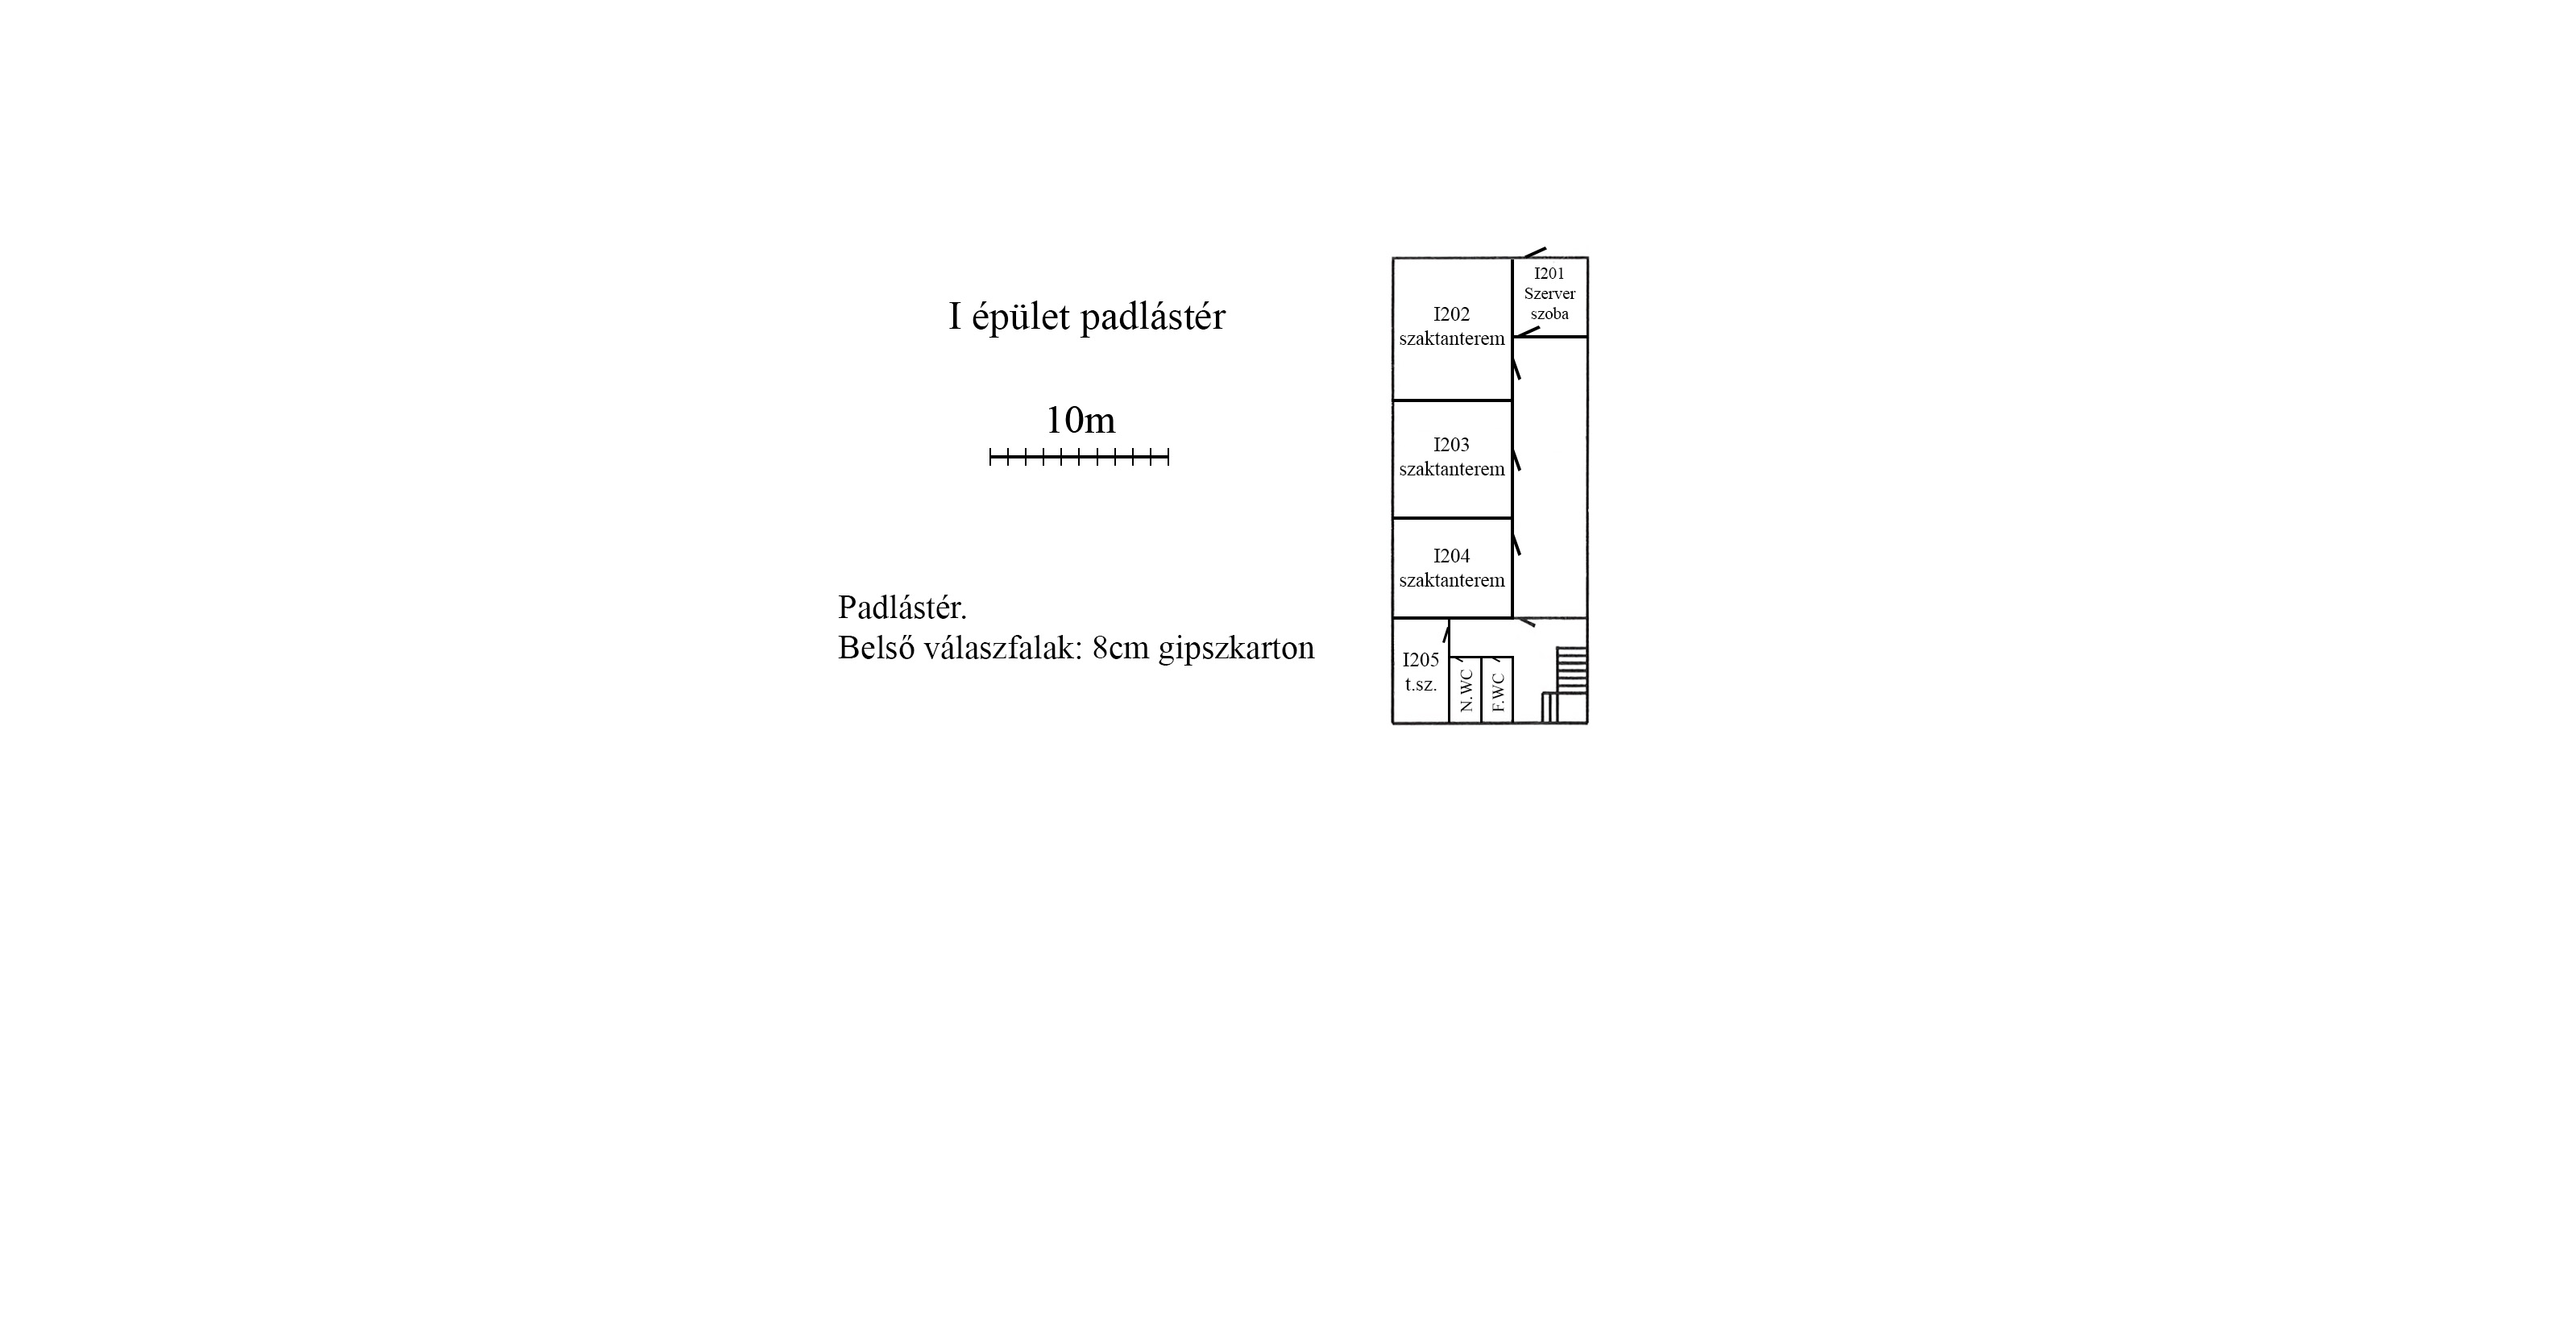 I épület padlástér
10m
Padlástér.
Belső válaszfalak: 8cm gipszkarton
I201
Szerver
szoba
I202
szaktanterem
I203
szaktanterem
I204
szaktanterem
I205
t.sz.
N.WC
F.WC